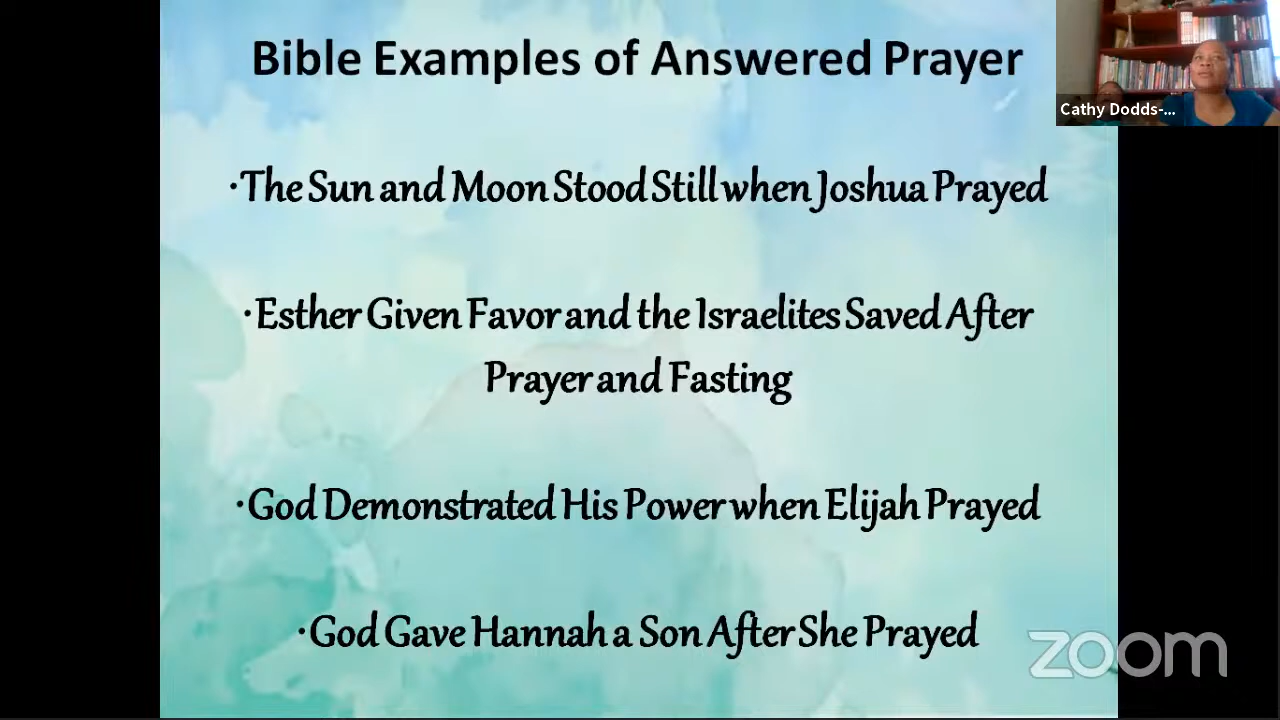 Bible Examples of Answered Prayer
Cathy Dodds-...
·The Sun and Moon Stood Still when Joshua Prayed
·Esther Given Favor and the Israelites Saved After
Prayer and Fasting
·God Demonstrated His Power when Elijah Prayed
·God Gave Hannah a Son After She Prayed
zoom